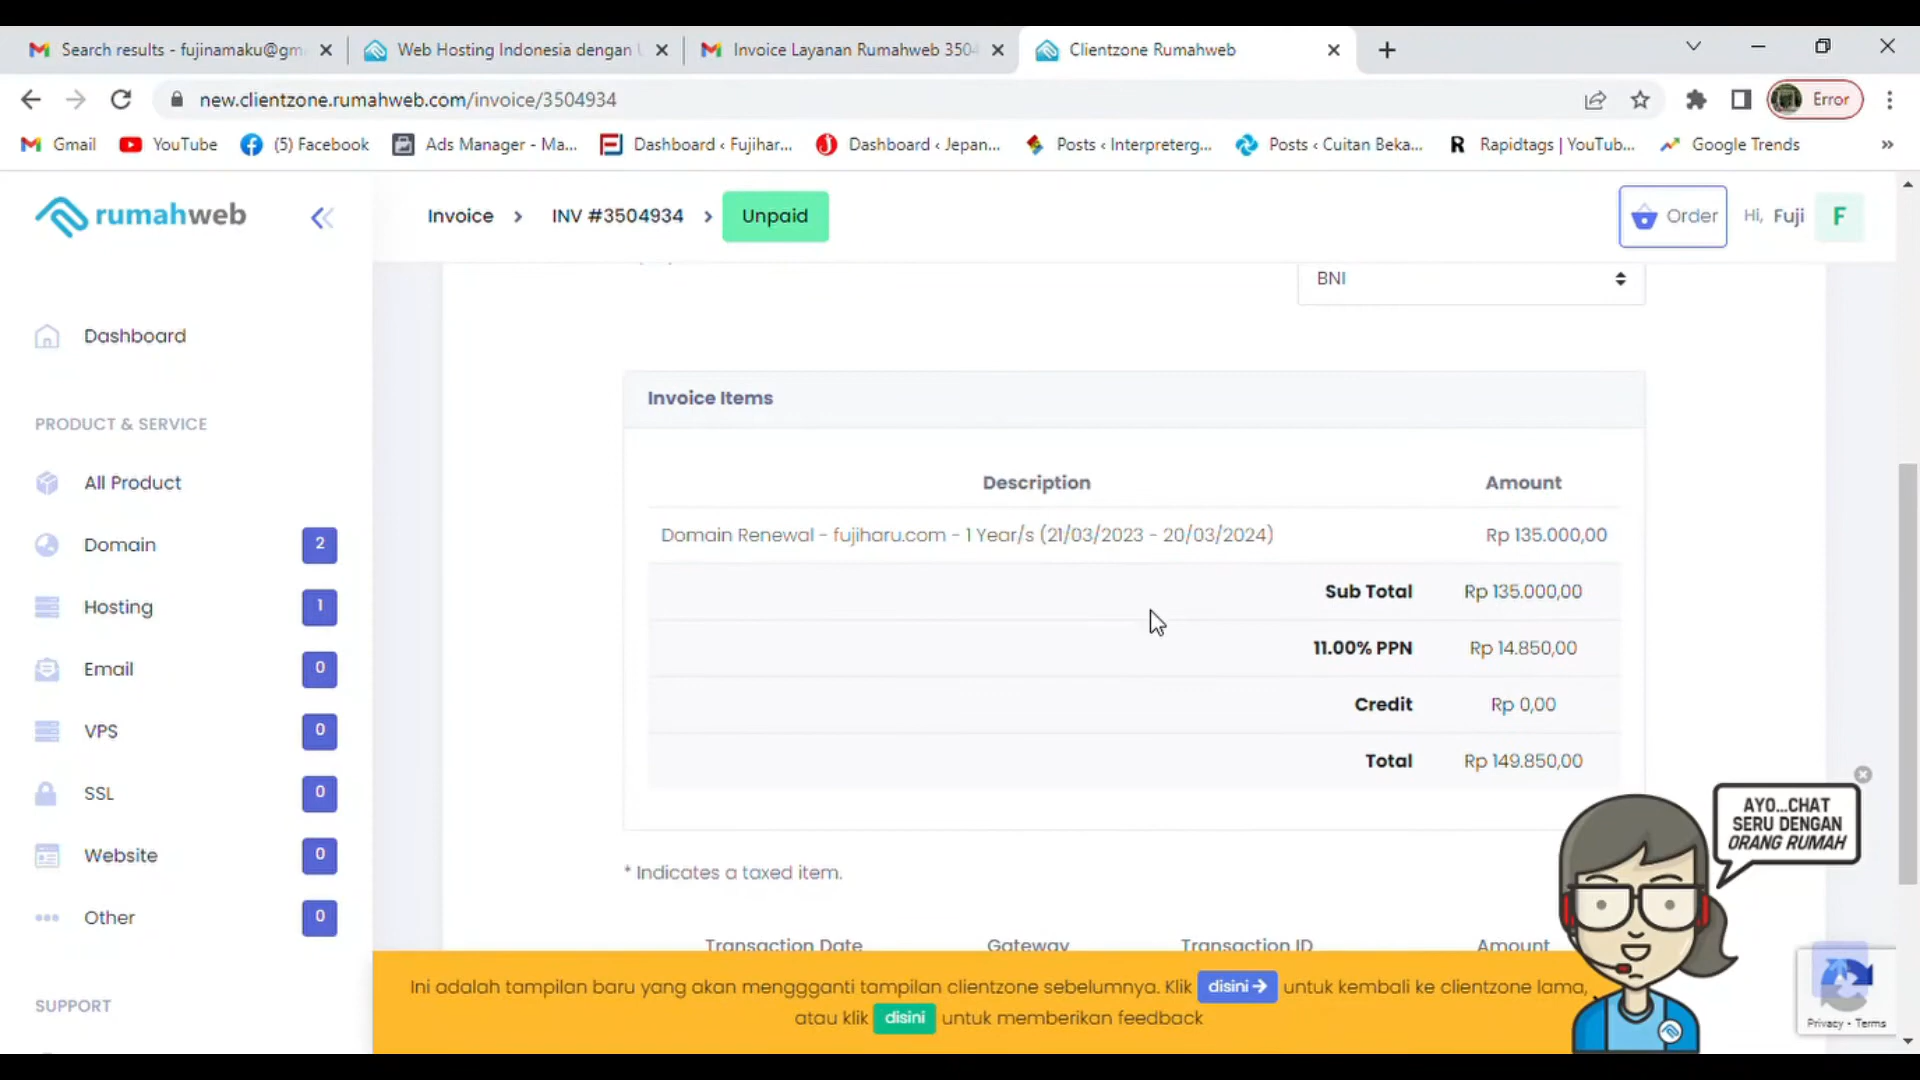 Search results - fujinamaku@gm
Web Hosting Indonesia dengan
Invoice Layanan Rumahweb 3504
Clientzone Rumahweb
new.clientzone.rumahweb.com/invoice/3504934
Error
Gmail
YouTube
(5) Facebook
Ads Manager - Ma...
Dashboard ‹ Fujihar...
Dashboard ‹ Jepan...
Posts ‹ Interpreterg...
Posts ‹ Cuitan Beka...
Rapidtags | YouTub...
Google Trends
»
rumahweb
Invoice > INV #3504934 > Unpaid
Order
Hi, Fuji
F
BNI
Dashboard
PRODUCT & SERVICE
All Product
Domain 2
Hosting 1
Email 0
VPS 0
SSL 0
Website 0
Other 0
SUPPORT
Invoice Items
Description Amount
Domain Renewal - fujiharu.com - 1 Year/s (21/03/2023 - 20/03/2024) Rp 135.000,00
Sub Total Rp 135.000,00
11.00% PPN Rp 14.850,00
Credit Rp 0,00
Total Rp 149.850,00
* Indicates a taxed item.
Transaction Date Gateway Transaction ID Amount
AYO...CHAT
SERU DENGAN
ORANG RUMAH
Ini adalah tampilan baru yang akan menggganti tampilan clientzone sebelumnya. Klik disini → untuk kembali ke clientzone lama,
atau klik disini untuk memberikan feedback
Privacy - Terms